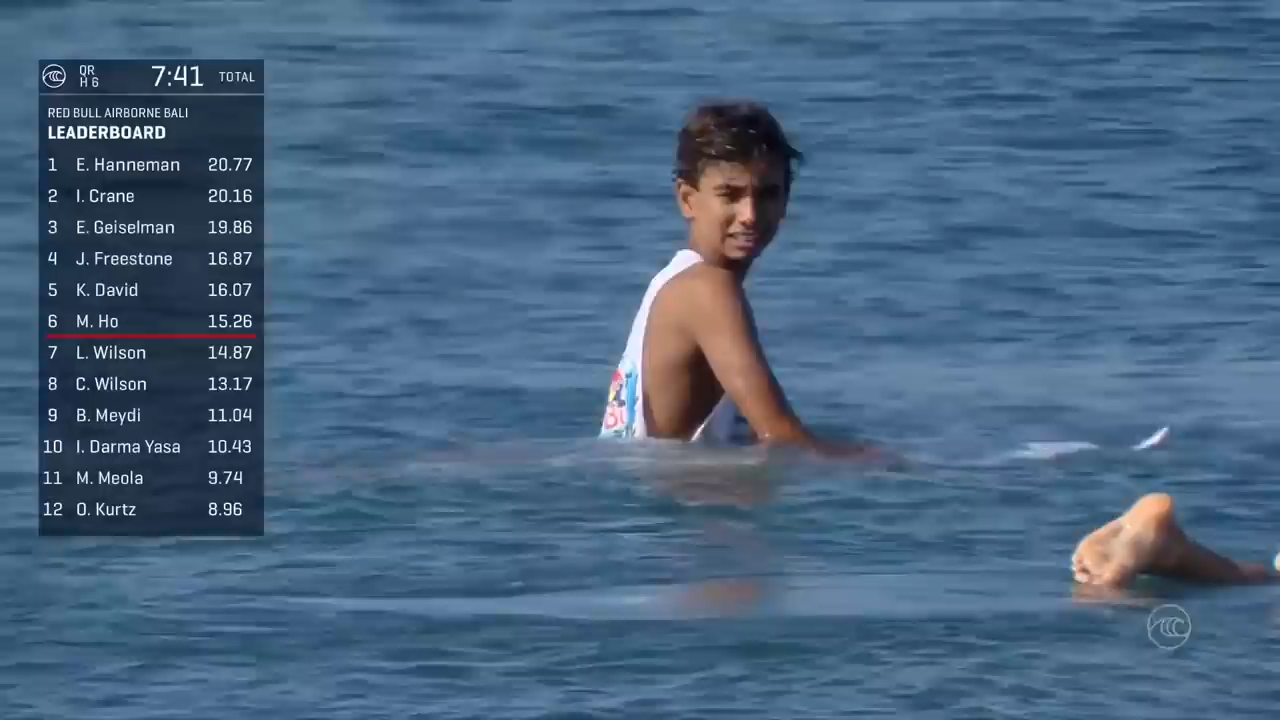 QR
H 6
7:41 TOTAL
RED BULL AIRBORNE BALI
LEADERBOARD
1 E. Hanneman 20.77
2 I. Crane 20.16
3 E. Geiselman 19.86
4 J. Freestone 16.87
5 K. David 16.07
6 M. Ho 15.26
7 L. Wilson 14.87
8 C. Wilson 13.17
9 B. Meydi 11.04
10 I. Darma Yasa 10.43
11 M. Meola 9.74
12 O. Kurtz 8.96